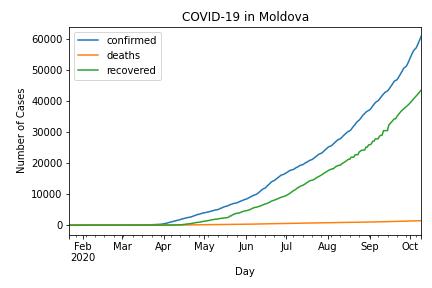 COVID-19 in Moldova
confirmed
deaths
recovered
Number of Cases
60000
50000
40000
30000
20000
10000
0
Feb Mar Apr May Jun Jul Aug Sep Oct
2020
Day